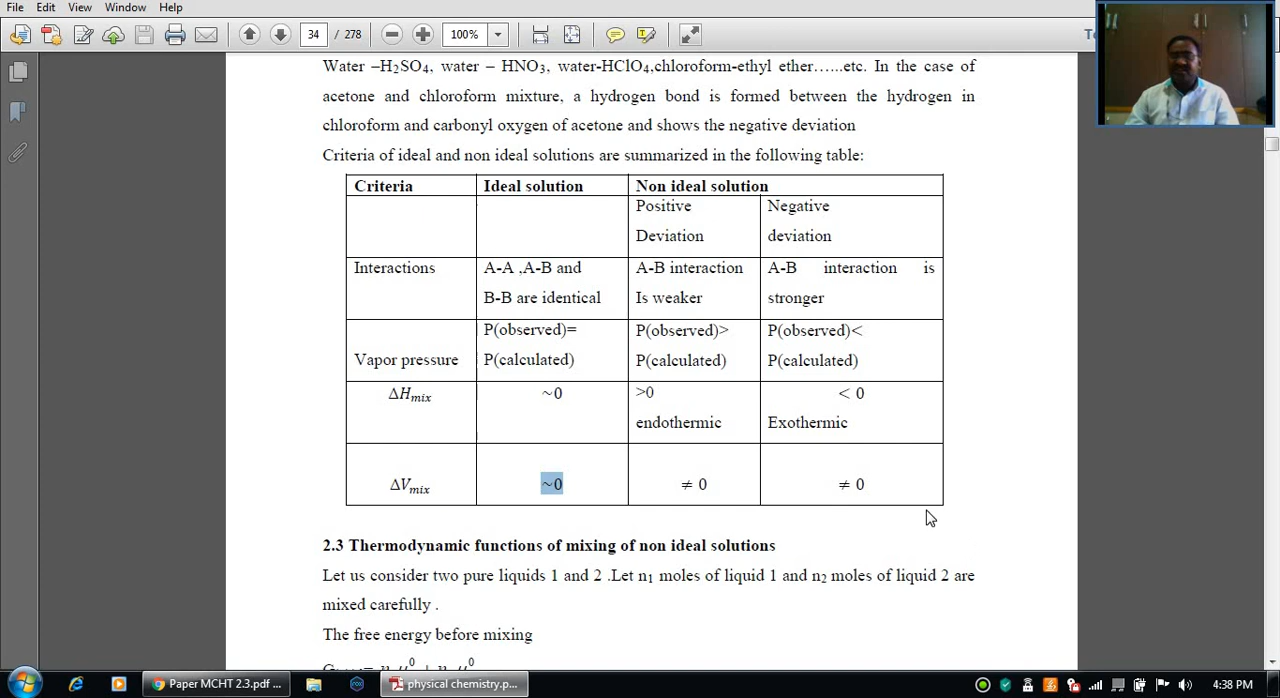 File Edit View Window Help
34 / 278 100%
Water –H2SO4, water – HNO3, water-HClO4,chloroform-ethyl ether…...etc. In the case of
acetone and chloroform mixture, a hydrogen bond is formed between the hydrogen in
chloroform and carbonyl oxygen of acetone and shows the negative deviation
Criteria of ideal and non ideal solutions are summarized in the following table:
Criteria Ideal solution Non ideal solution
Positive Negative
Deviation deviation
Interactions A-A ,A-B and A-B interaction A-B interaction is
B-B are identical Is weaker stronger
P(observed)= P(observed)> P(observed)<
Vapor pressure P(calculated) P(calculated) P(calculated)
ΔHmix ~0 >0 < 0
endothermic Exothermic
ΔVmix ~0 ≠ 0 ≠ 0
2.3 Thermodynamic functions of mixing of non ideal solutions
Let us consider two pure liquids 1 and 2 .Let n1 moles of liquid 1 and n2 moles of liquid 2 are
mixed carefully .
The free energy before mixing
Paper MCHT 2.3.pdf ... physical chemistry.p... 4:38 PM